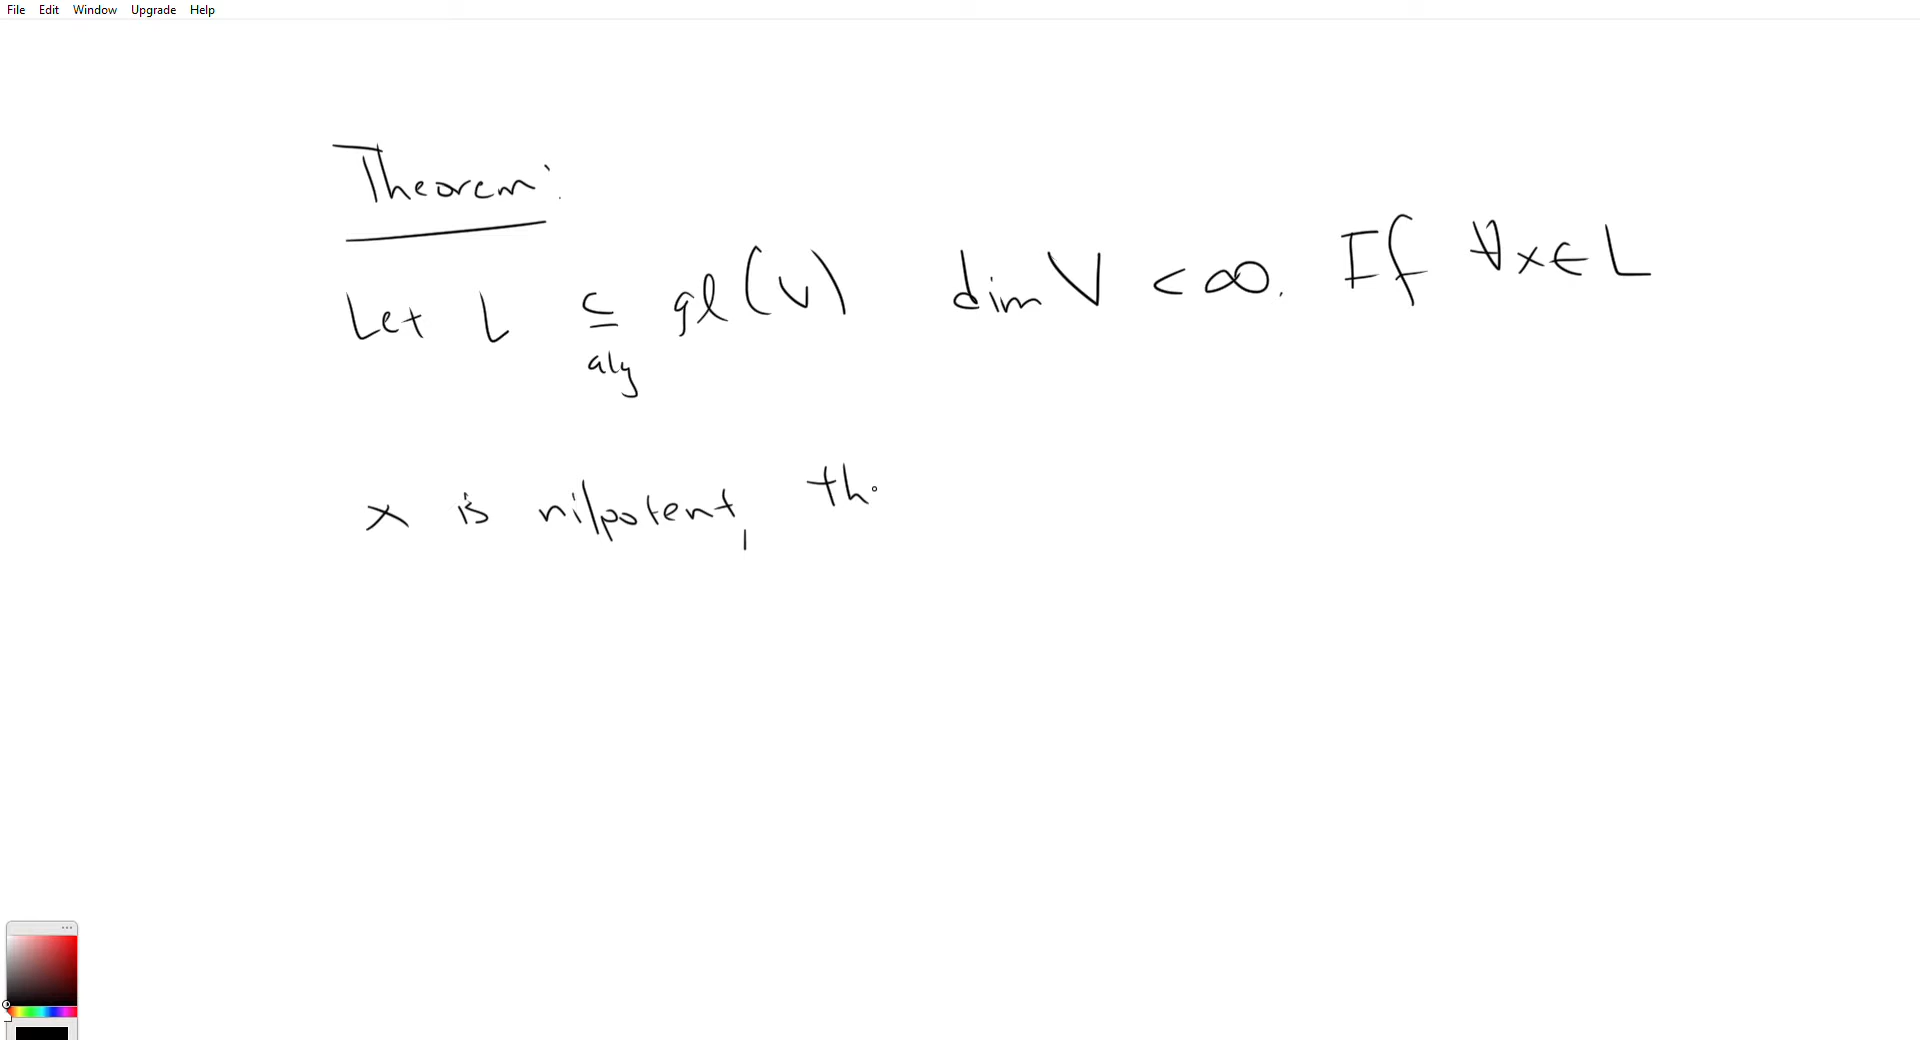 File Edit Window Upgrade Help
Theorem:
Let L ⊆ gl(V) dim V < ∞. If ∀x∈L
alg
x is nilpotent, th